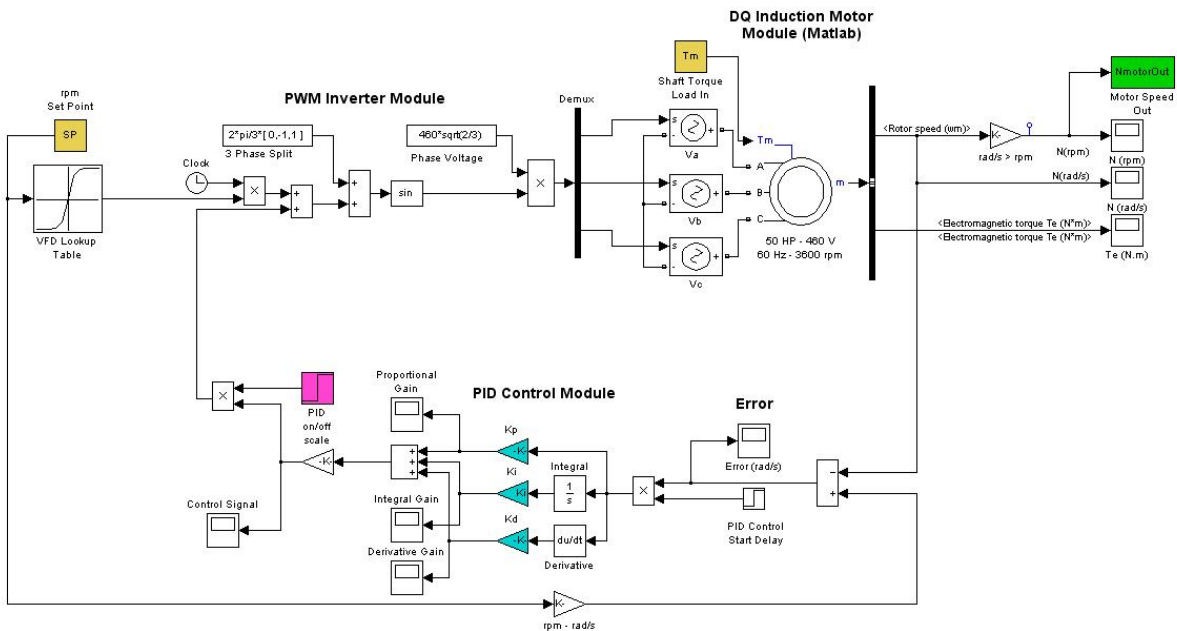 DQ Induction Motor
Module (Matlab)
Tm
Shaft Torque
Load In
NmotorOut
Motor Speed
Out
rpm
Set Point
SP
PWM Inverter Module
Demux
2*pi/3*[ 0,-1,1 ]
3 Phase Split
460*sqrt(2/3)
Phase Voltage
Clock
sin
VFD Lookup
Table
s
-
+
Va
s
-
+
Vb
s
-
+
Vc
Tm
A
B
C
m
50 HP - 460 V
60 Hz - 3600 rpm
<Rotor speed (wm)>
K-
rad/s > rpm
N(rpm)
N (rpm)
N(rad/s)
N (rad/s)
<Electromagnetic torque Te (N*m)>
<Electromagnetic torque Te (N*m)>
Te (N.m)
PID
on/off
scale
Proportional
Gain
PID Control Module
Error
Kp
-K-
Error (rad/s)
Ki
Ki
Integral
1
s
-K-
Control Signal
Integral Gain
Kd
-K-
du/dt
Derivative
Derivative Gain
PID Control
Start Delay
K-
rpm - rad/s